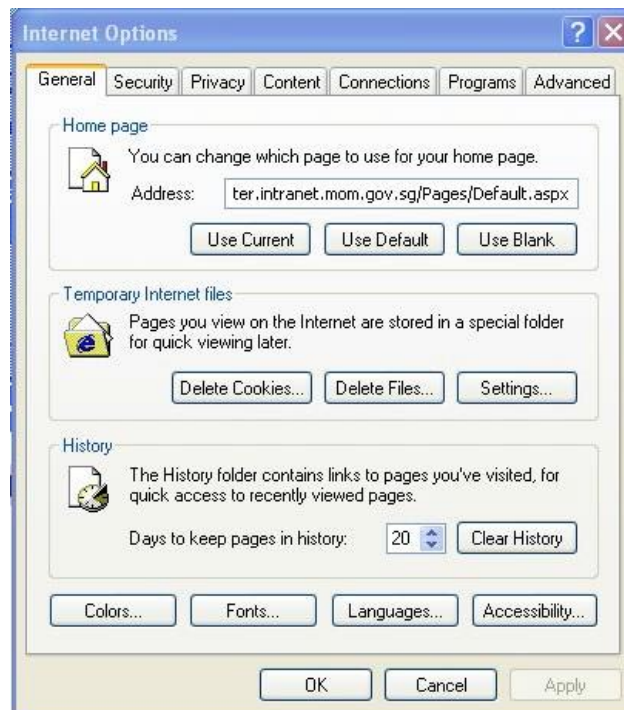 Internet Options
General Security Privacy Content Connections Programs Advanced
Home page
You can change which page to use for your home page.
Address: ter.intranet.mom.gov.sg/Pages/Default.aspx
Use Current Use Default Use Blank
Temporary Internet files
Pages you view on the Internet are stored in a special folder
for quick viewing later.
Delete Cookies... Delete Files... Settings...
History
The History folder contains links to pages you've visited, for
quick access to recently viewed pages.
Days to keep pages in history: 20 Clear History
Colors... Fonts... Languages... Accessibility...
OK Cancel Apply